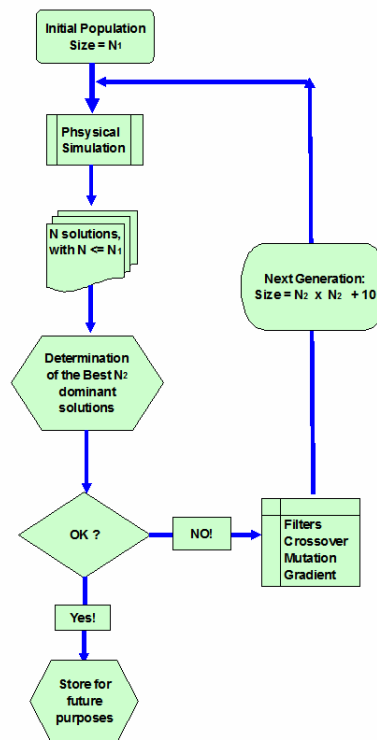 Initial Population
Size = N1
Phsysical
Simulation
N solutions,
with N <= N1
Next Generation:
Size = N2 x N2 + 10
Determination
of the Best N2
dominant
solutions
OK ?
NO!
Filters
Crossover
Mutation
Gradient
Yes!
Store for
future
purposes